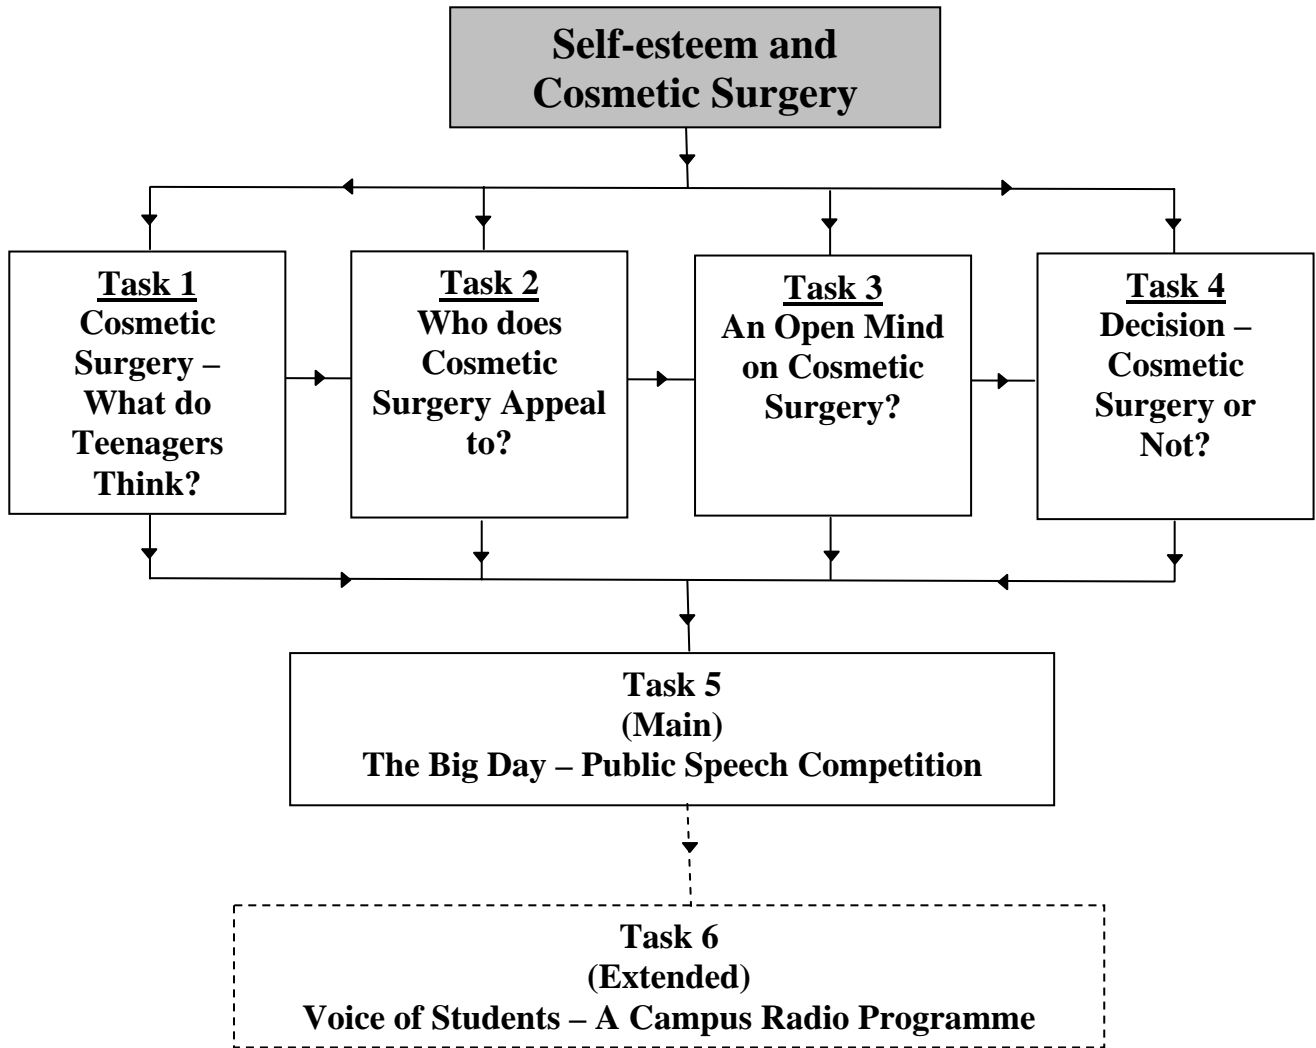 Self-esteem and
Cosmetic Surgery
Task 1
Cosmetic
Surgery –
What do
Teenagers
Think?
Task 2
Who does
Cosmetic
Surgery Appeal
to?
Task 3
An Open Mind
on Cosmetic
Surgery?
Task 4
Decision –
Cosmetic
Surgery or
Not?
Task 5
(Main)
The Big Day – Public Speech Competition
Task 6
(Extended)
Voice of Students – A Campus Radio Programme